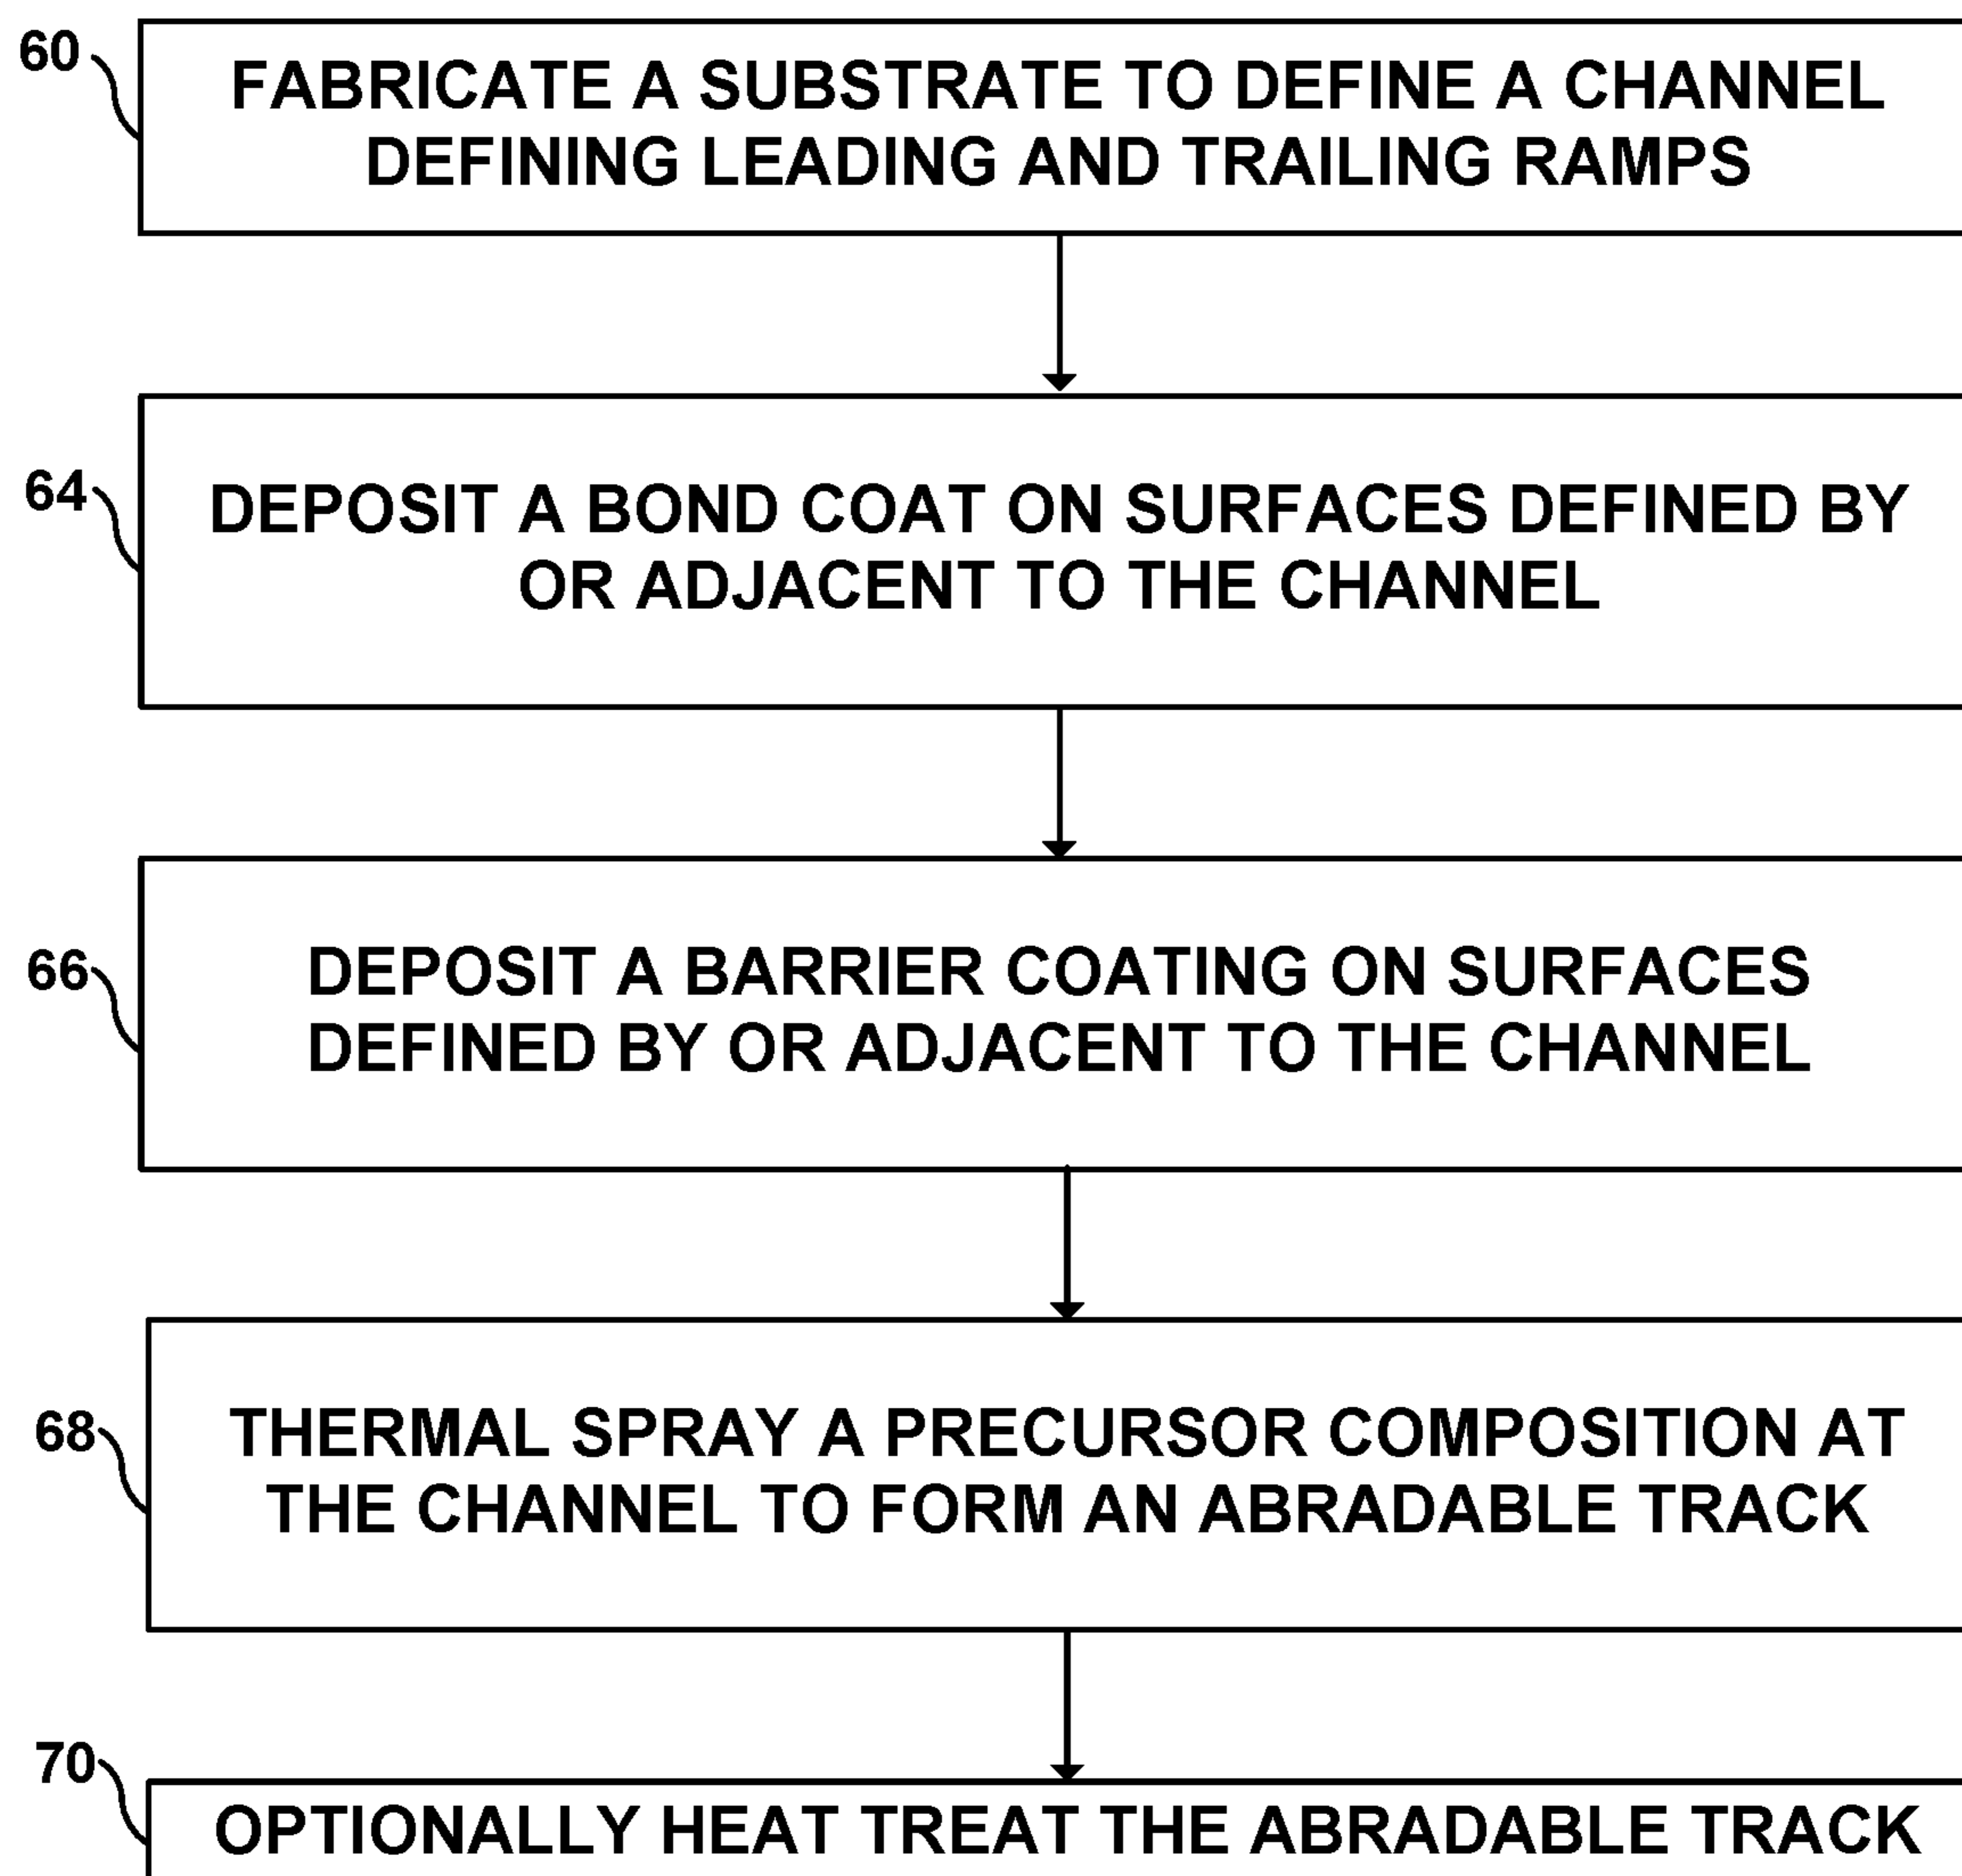 60
FABRICATE A SUBSTRATE TO DEFINE A CHANNEL
DEFINING LEADING AND TRAILING RAMPS
64
DEPOSIT A BOND COAT ON SURFACES DEFINED BY
OR ADJACENT TO THE CHANNEL
66
DEPOSIT A BARRIER COATING ON SURFACES
DEFINED BY OR ADJACENT TO THE CHANNEL
68
THERMAL SPRAY A PRECURSOR COMPOSITION AT
THE CHANNEL TO FORM AN ABRADABLE TRACK
70
OPTIONALLY HEAT TREAT THE ABRADABLE TRACK